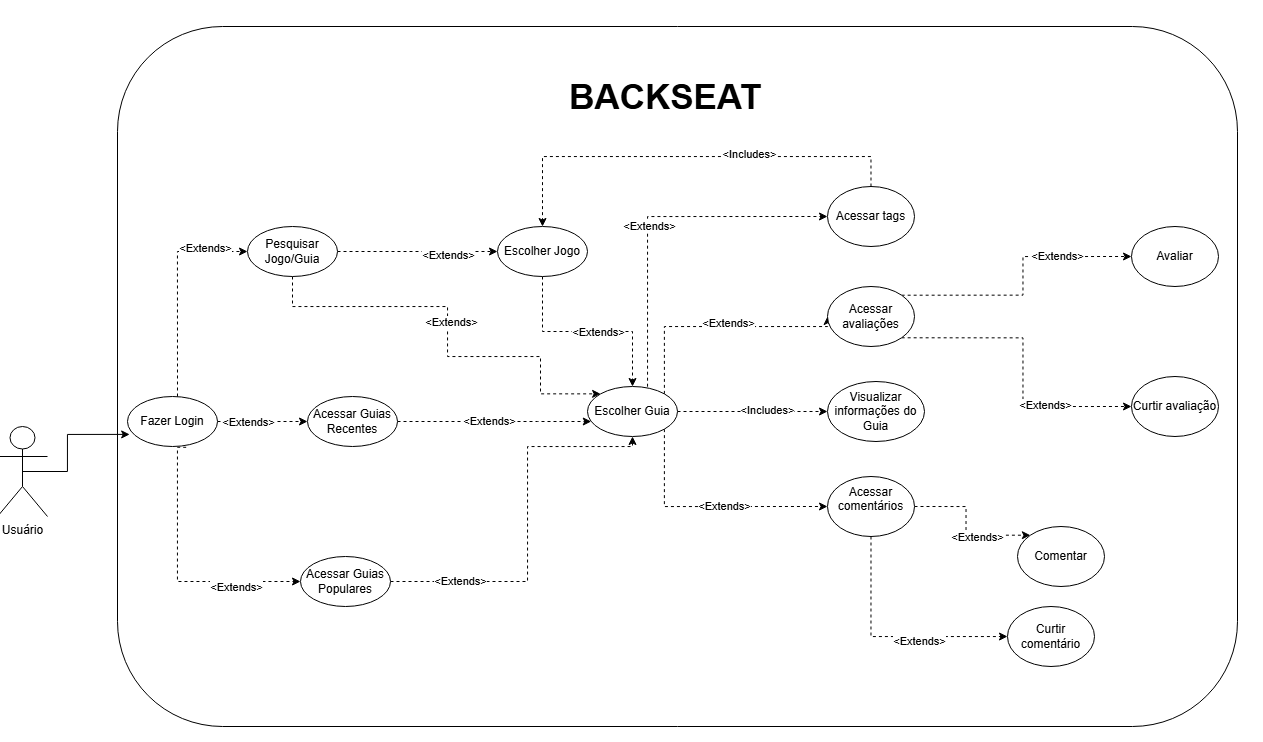 BACKSEAT
<Includes>
Acessar tags
<Extends>
<Extends>
Pesquisar
Jogo/Guia
<Extends>
Escolher Jogo
<Extends>
Avaliar
Acessar
avaliações
<Extends>
<Extends>
<Extends>
<Extends>
Curtir avaliação
Fazer Login
<Extends>
Acessar Guias
Recentes
<Extends>
Escolher Guia
<Includes>
Visualizar
informações do
Guia
Usuário
<Extends>
Acessar
comentários
<Extends>
Comentar
<Extends>
Acessar Guias
Populares
<Extends>
<Extends>
Curtir
comentário